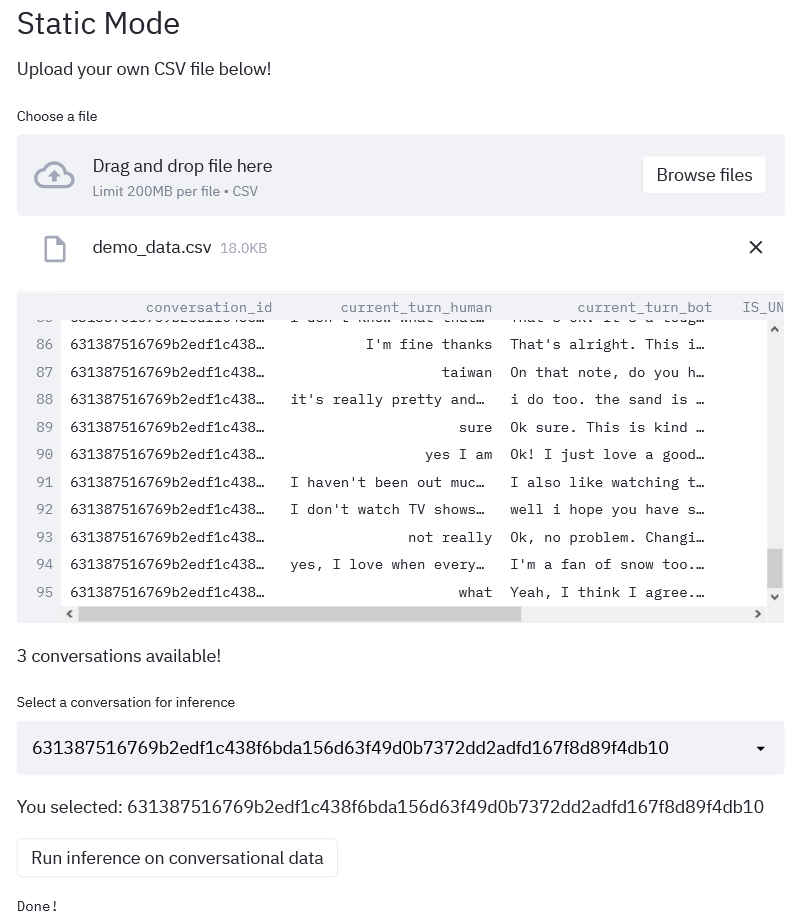 Static Mode
Upload your own CSV file below!
Choose a file
Drag and drop file here
Limit 200MB per file • CSV
Browse files
demo_data.csv 18.0KB
conversation_id current_turn_human current_turn_bot IS_UN
86 631387516769b2edf1c438… I'm fine thanks That's alright. This i…
87 631387516769b2edf1c438… taiwan On that note, do you h…
88 631387516769b2edf1c438… it's really pretty and… i do too. the sand is …
89 631387516769b2edf1c438… sure Ok sure. This is kind …
90 631387516769b2edf1c438… yes I am Ok! I just love a good…
91 631387516769b2edf1c438… I haven't been out muc… I also like watching t…
92 631387516769b2edf1c438… I don't watch TV shows… well i hope you have s…
93 631387516769b2edf1c438… not really Ok, no problem. Changi…
94 631387516769b2edf1c438… yes, I love when every… I'm a fan of snow too.…
95 631387516769b2edf1c438… what Yeah, I think I agree.…
3 conversations available!
Select a conversation for inference
631387516769b2edf1c438f6bda156d63f49d0b7372dd2adfd167f8d89f4db10
You selected: 631387516769b2edf1c438f6bda156d63f49d0b7372dd2adfd167f8d89f4db10
Run inference on conversational data
Done!